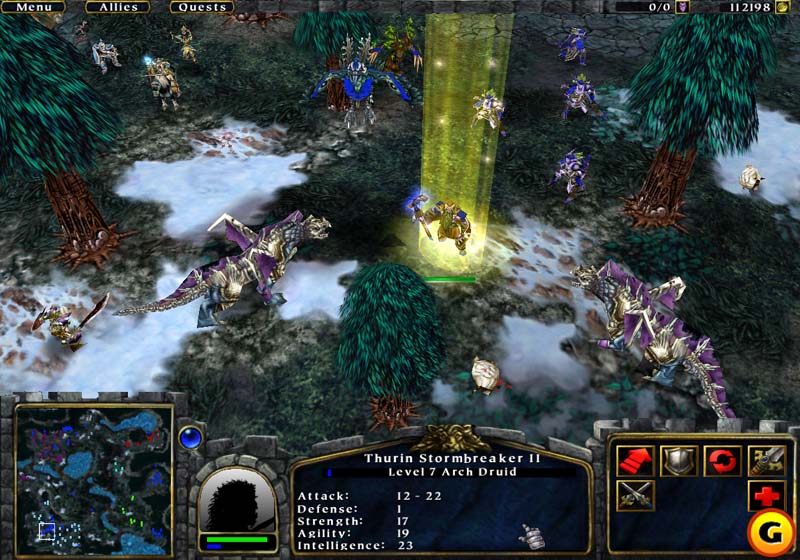 Menu Allies Quests 0/0 112198
Thurin Stormbreaker II
Level 7 Arch Druid
Attack: 12 - 22
Defense: 1
Strength: 17
Agility: 19
Intelligence: 23
G